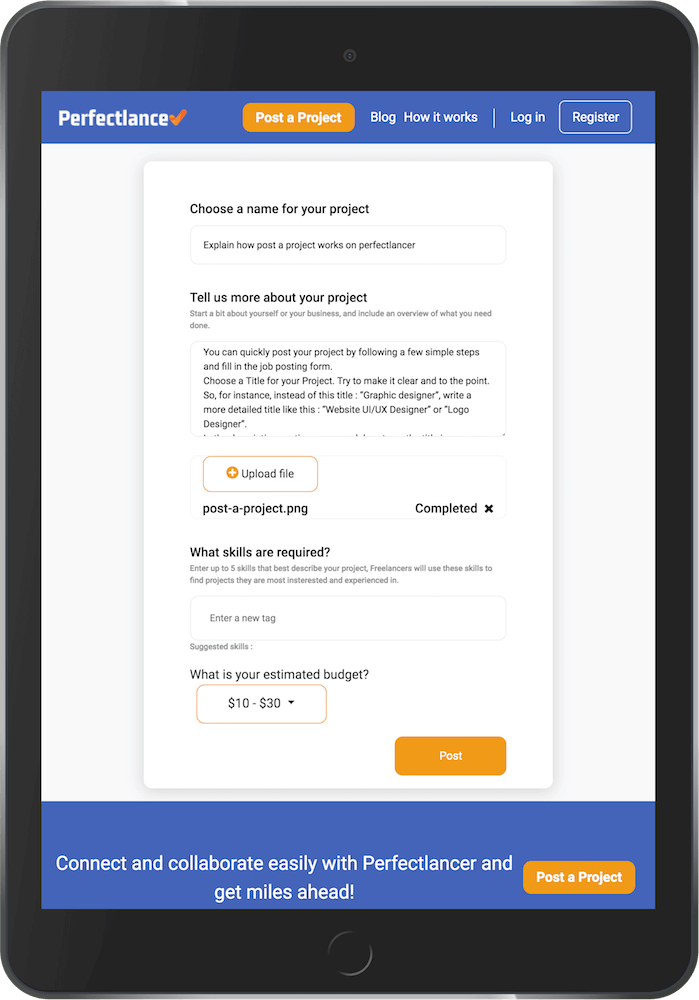 Perfectlance
Post a Project
Blog
How it works
Log in
Register
Choose a name for your project
Explain how post a project works on perfectlancer
Tell us more about your project
Start a bit about yourself or your business, and include an overview of what you need
done.
You can quickly post your project by following a few simple steps
and fill in the job posting form.
Choose a Title for your Project. Try to make it clear and to the point.
So, for instance, instead of this title : “Graphic designer”, write a
more detailed title like this : “Website UI/UX Designer” or “Logo
Designer”.
Upload file
post-a-project.png
Completed
What skills are required?
Enter up to 5 skills that best describe your project, Freelancers will use these skills to
find projects they are most insterested and experienced in.
Enter a new tag
Suggested skills :
What is your estimated budget?
$10 - $30
Post
Connect and collaborate easily with Perfectlancer and
get miles ahead!
Post a Project